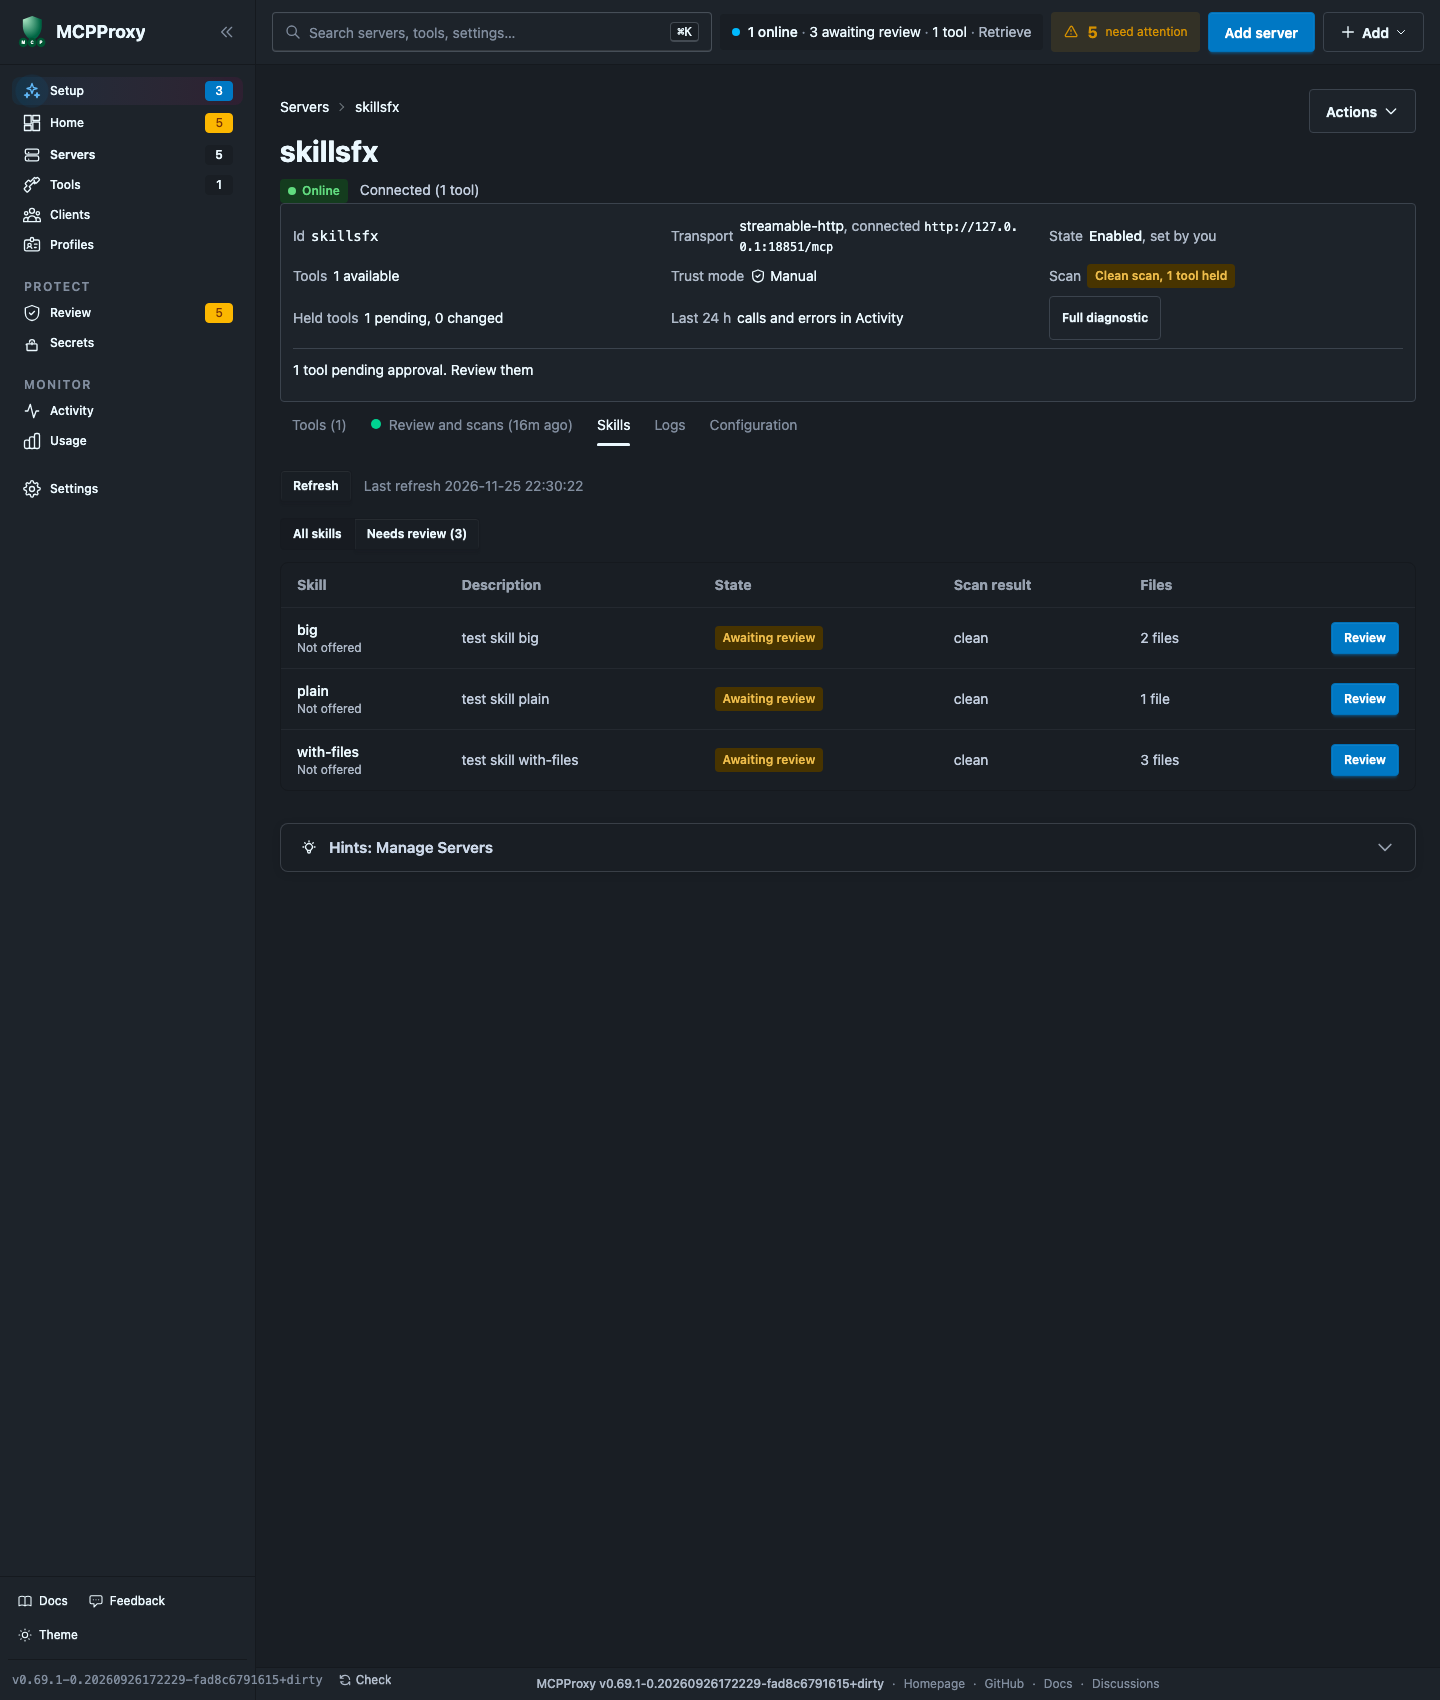 MCPProxy
Search servers, tools, settings...
⌘K
1 online · 3 awaiting review · 1 tool · Retrieve
5 need attention
Add server
Add
Setup 3
Home 5
Servers 5
Tools 1
Clients
Profiles
PROTECT
Review 5
Secrets
MONITOR
Activity
Usage
Settings
Servers > skillsfx
Actions
skillsfx
Online Connected (1 tool)
Id skillsfx
Transport streamable-http, connected http://127.0.
0.1:18851/mcp
State Enabled, set by you
Tools 1 available
Trust mode Manual
Scan Clean scan, 1 tool held
Held tools 1 pending, 0 changed
Last 24 h calls and errors in Activity
Full diagnostic
1 tool pending approval. Review them
Tools (1) Review and scans (16m ago) Skills Logs Configuration
Refresh Last refresh 2026-11-25 22:30:22
All skills Needs review (3)
Skill Description State Scan result Files
big
Not offered
test skill big Awaiting review clean 2 files Review
plain
Not offered
test skill plain Awaiting review clean 1 file Review
with-files
Not offered
test skill with-files Awaiting review clean 3 files Review
Hints: Manage Servers
Docs Feedback
Theme
v0.69.1-0.20260926172229-fad8c6791615+dirty Check
MCPProxy v0.69.1-0.20260926172229-fad8c6791615+dirty · Homepage · GitHub · Docs · Discussions